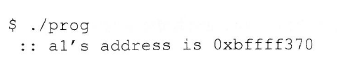 $ ./prog
:: a1's address is 0xbffff370